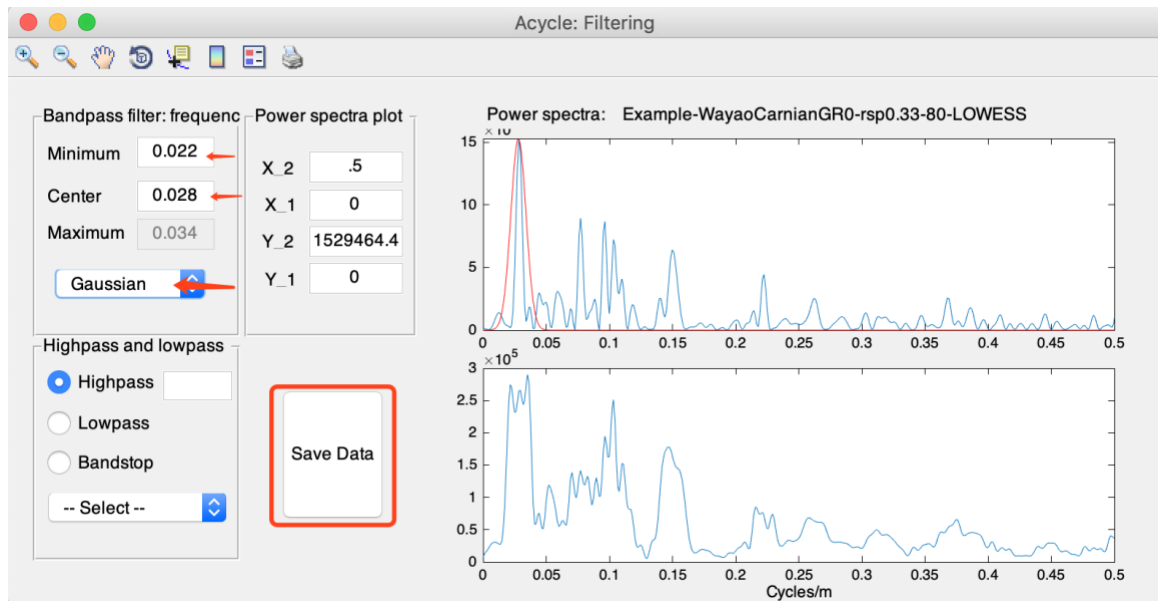 Acycle: Filtering
Bandpass filter: frequenc
Minimum 0.022
Center 0.028
Maximum 0.034
Gaussian
Power spectra plot
X_2 .5
X_1 0
Y_2 1529464.4
Y_1 0
Highpass and lowpass
Highpass
Lowpass
Bandstop
-- Select --
Save Data
Power spectra: Example-WayaoCarnianGR0-rsp0.33-80-LOWESS
15
10
5
0
0 0.05 0.1 0.15 0.2 0.25 0.3 0.35 0.4 0.45 0.5
×10^5
3
2.5
2
1.5
1
0.5
0
0 0.05 0.1 0.15 0.2 0.25 0.3 0.35 0.4 0.45 0.5
Cycles/m